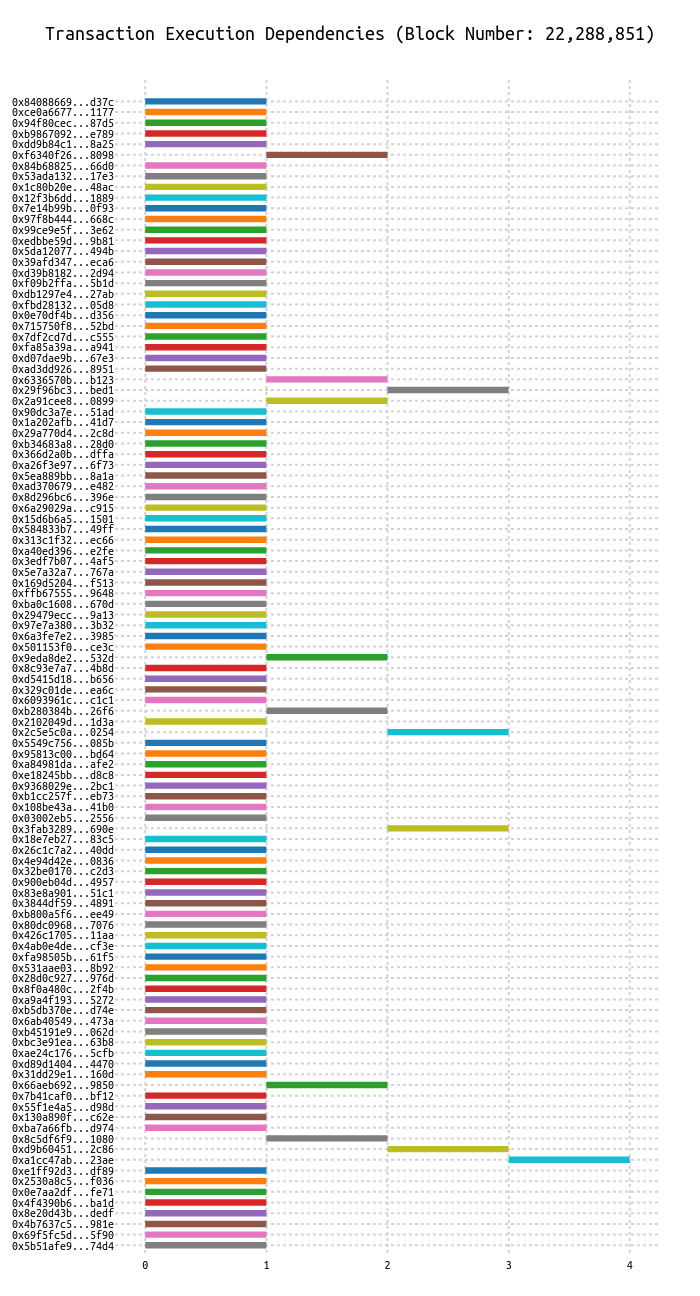 Transaction Execution Dependencies (Block Number: 22,288,851)
0x84088669...d37c
0xce0a6677...1177
0x94f80cec...87d5
0xb9867092...e789
0xdd9b84c1...8a25
0xf6340f26...8098
0x84b68825...66d0
0x53ada132...17e3
0x1c80b20e...48ac
0x12f3b6dd...1889
0x7e14b99b...0f93
0x97f8b444...668c
0x99ce9e5f...3e62
0xedbbe59d...9b81
0x5da12077...494b
0x39afd347...eca6
0xd39b8182...2d94
0xf09b2ffa...5b1d
0xdb1297e4...27ab
0xfbd28132...05d8
0x0e70df4b...d356
0x715750f8...52bd
0x7df2cd7d...c555
0xfa85a39a...a941
0xd07dae9b...67e3
0xad3dd926...8951
0x6336570b...b123
0x29f96bc3...bed1
0x2a91cee8...0899
0x90dc3a7e...51ad
0x1a202afb...41d7
0x29a770d4...2c8d
0xb34683a8...28d0
0x366d2a0b...dffa
0xa26f3e97...6f73
0x5ea889bb...8a1a
0xad370679...e482
0x8d296bc6...396e
0x6a29029a...c915
0x15d6b6a5...1501
0x584833b7...49ff
0x313c1f32...ec66
0xa40ed396...e2fe
0x3edf7b07...4af5
0x5e7a32a7...767a
0x169d5204...f513
0xffb67555...9648
0xba0c1608...670d
0x29479ecc...9a13
0x97e7a380...3b32
0x6a3fe7e2...3985
0x501153f0...ce3c
0x9eda8de2...532d
0x8c93e7a7...4b8d
0xd5415d18...b656
0x329c01de...ea6c
0x6093961c...c1c1
0xb280384b...26f6
0x2102049d...1d3a
0x2c5e5c0a...0254
0x5549c756...085b
0x95813c00...bd64
0xa84981da...afe2
0xe18245bb...d8c8
0x9368029e...2bc1
0xb1cc257f...eb73
0x108be43a...41b0
0x03002eb5...2556
0x3fab3289...690e
0x18e7eb27...83c5
0x26c1c7a2...40dd
0x4e94d42e...0836
0x32be0170...c2d3
0x900eb04d...4957
0x83e8a901...51c1
0x3844df59...4891
0xb800a5f6...ee49
0x80dc0968...7076
0x426c1705...11aa
0x4ab0e4de...cf3e
0xfa98505b...61f5
0x531aae03...8b92
0x28d0c927...976d
0x8f0a480c...2f4b
0xa9a4f193...5272
0xb5db370e...d74e
0x6ab40549...473a
0xb45191e9...062d
0xbc3e91ea...63b8
0xae24c176...5cfb
0xd89d1404...4470
0x31dd29e1...160d
0x66aeb692...9850
0x7b41caf0...bf12
0x55f1e4a5...d98d
0x130a890f...c62e
0xba7a66fb...d974
0x8c5df6f9...1080
0xd9b60451...2c86
0xa1cc47ab...23ae
0xe1ff92d3...df89
0x2530a8c5...f036
0x0e7aa2df...fe71
0x4f4390b6...ba1d
0x8e20d43b...dedf
0x4b7637c5...981e
0x69f5fc5d...5f90
0x5b51afe9...74d4
0 1 2 3 4